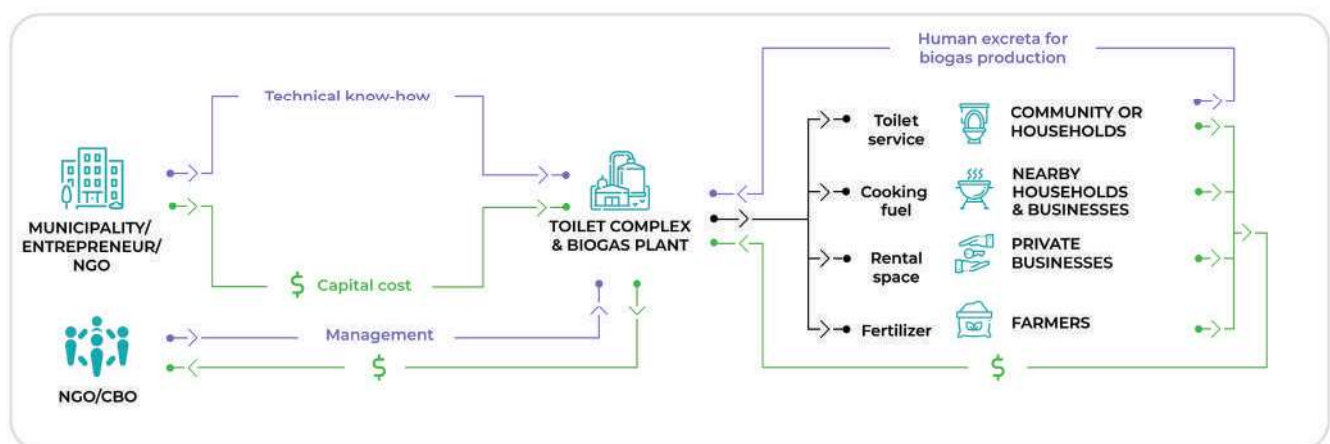 Human excreta for
biogas production
Technical know-how
Toilet
service
COMMUNITY OR
HOUSEHOLDS
MUNICIPALITY/
ENTREPRENEUR/
NGO
TOILET COMPLEX
& BIOGAS PLANT
Cooking
fuel
NEARBY
HOUSEHOLDS
& BUSINESSES
Rental
space
PRIVATE
BUSINESSES
$ Capital cost
Fertilizer
FARMERS
Management
$
$
NGO/CBO